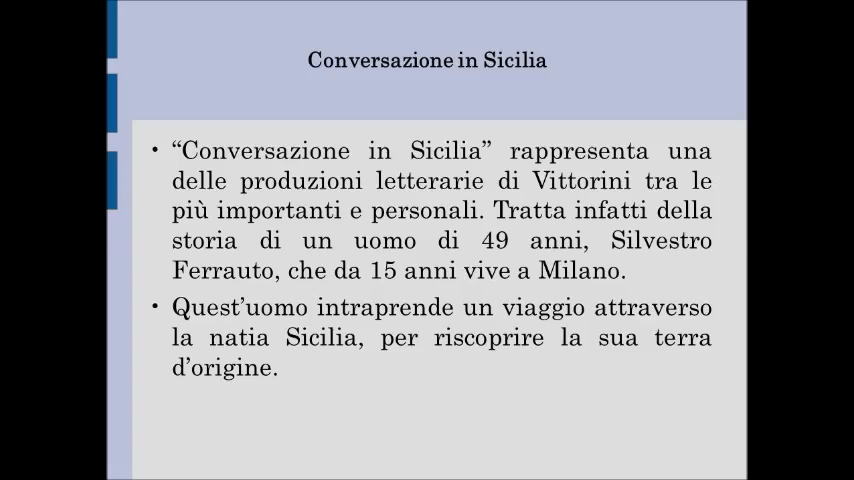 Conversazione in Sicilia
• “Conversazione in Sicilia” rappresenta una
delle produzioni letterarie di Vittorini tra le
più importanti e personali. Tratta infatti della
storia di un uomo di 49 anni, Silvestro
Ferrauto, che da 15 anni vive a Milano.
• Quest’uomo intraprende un viaggio attraverso
la natia Sicilia, per riscoprire la sua terra
d’origine.